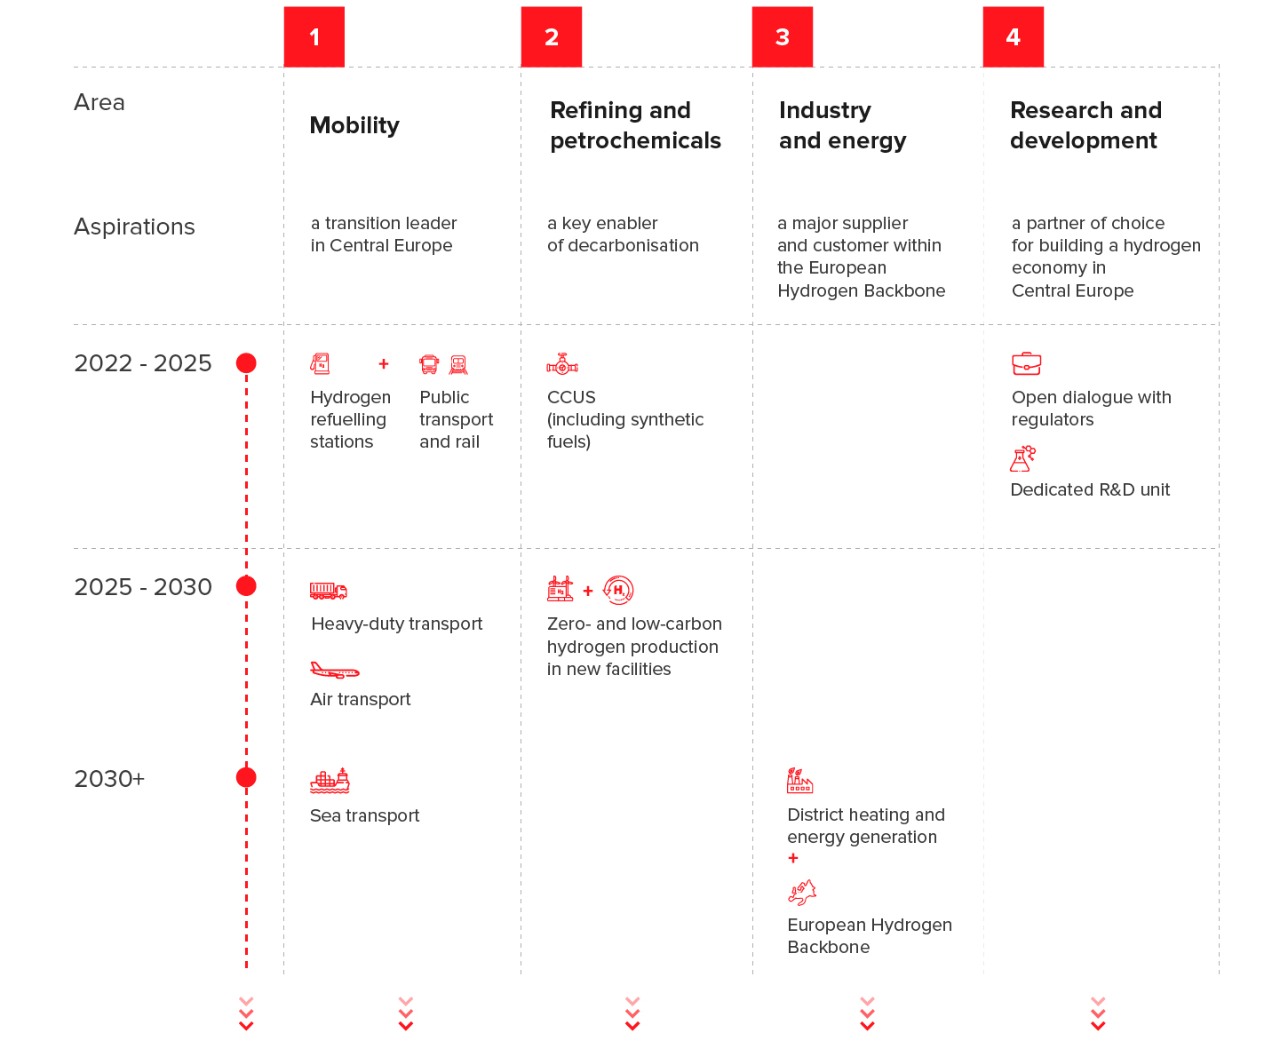 1
2
3
4
Area
Mobility
Refining and
petrochemicals
Industry
and energy
Research and
development
Aspirations
a transition leader
in Central Europe
a key enabler
of decarbonisation
a major supplier
and customer within
the European
Hydrogen Backbone
a partner of choice
for building a hydrogen
economy in
Central Europe
2022 - 2025
+
Hydrogen
refuelling
stations
Public
transport
and rail
CCUS
(including synthetic
fuels)
Open dialogue with
regulators
Dedicated R&D unit
2025 - 2030
Heavy-duty transport
Air transport
+
H₂
Zero- and low-carbon
hydrogen production
in new facilities
2030+
Sea transport
District heating and
energy generation
+
European Hydrogen
Backbone